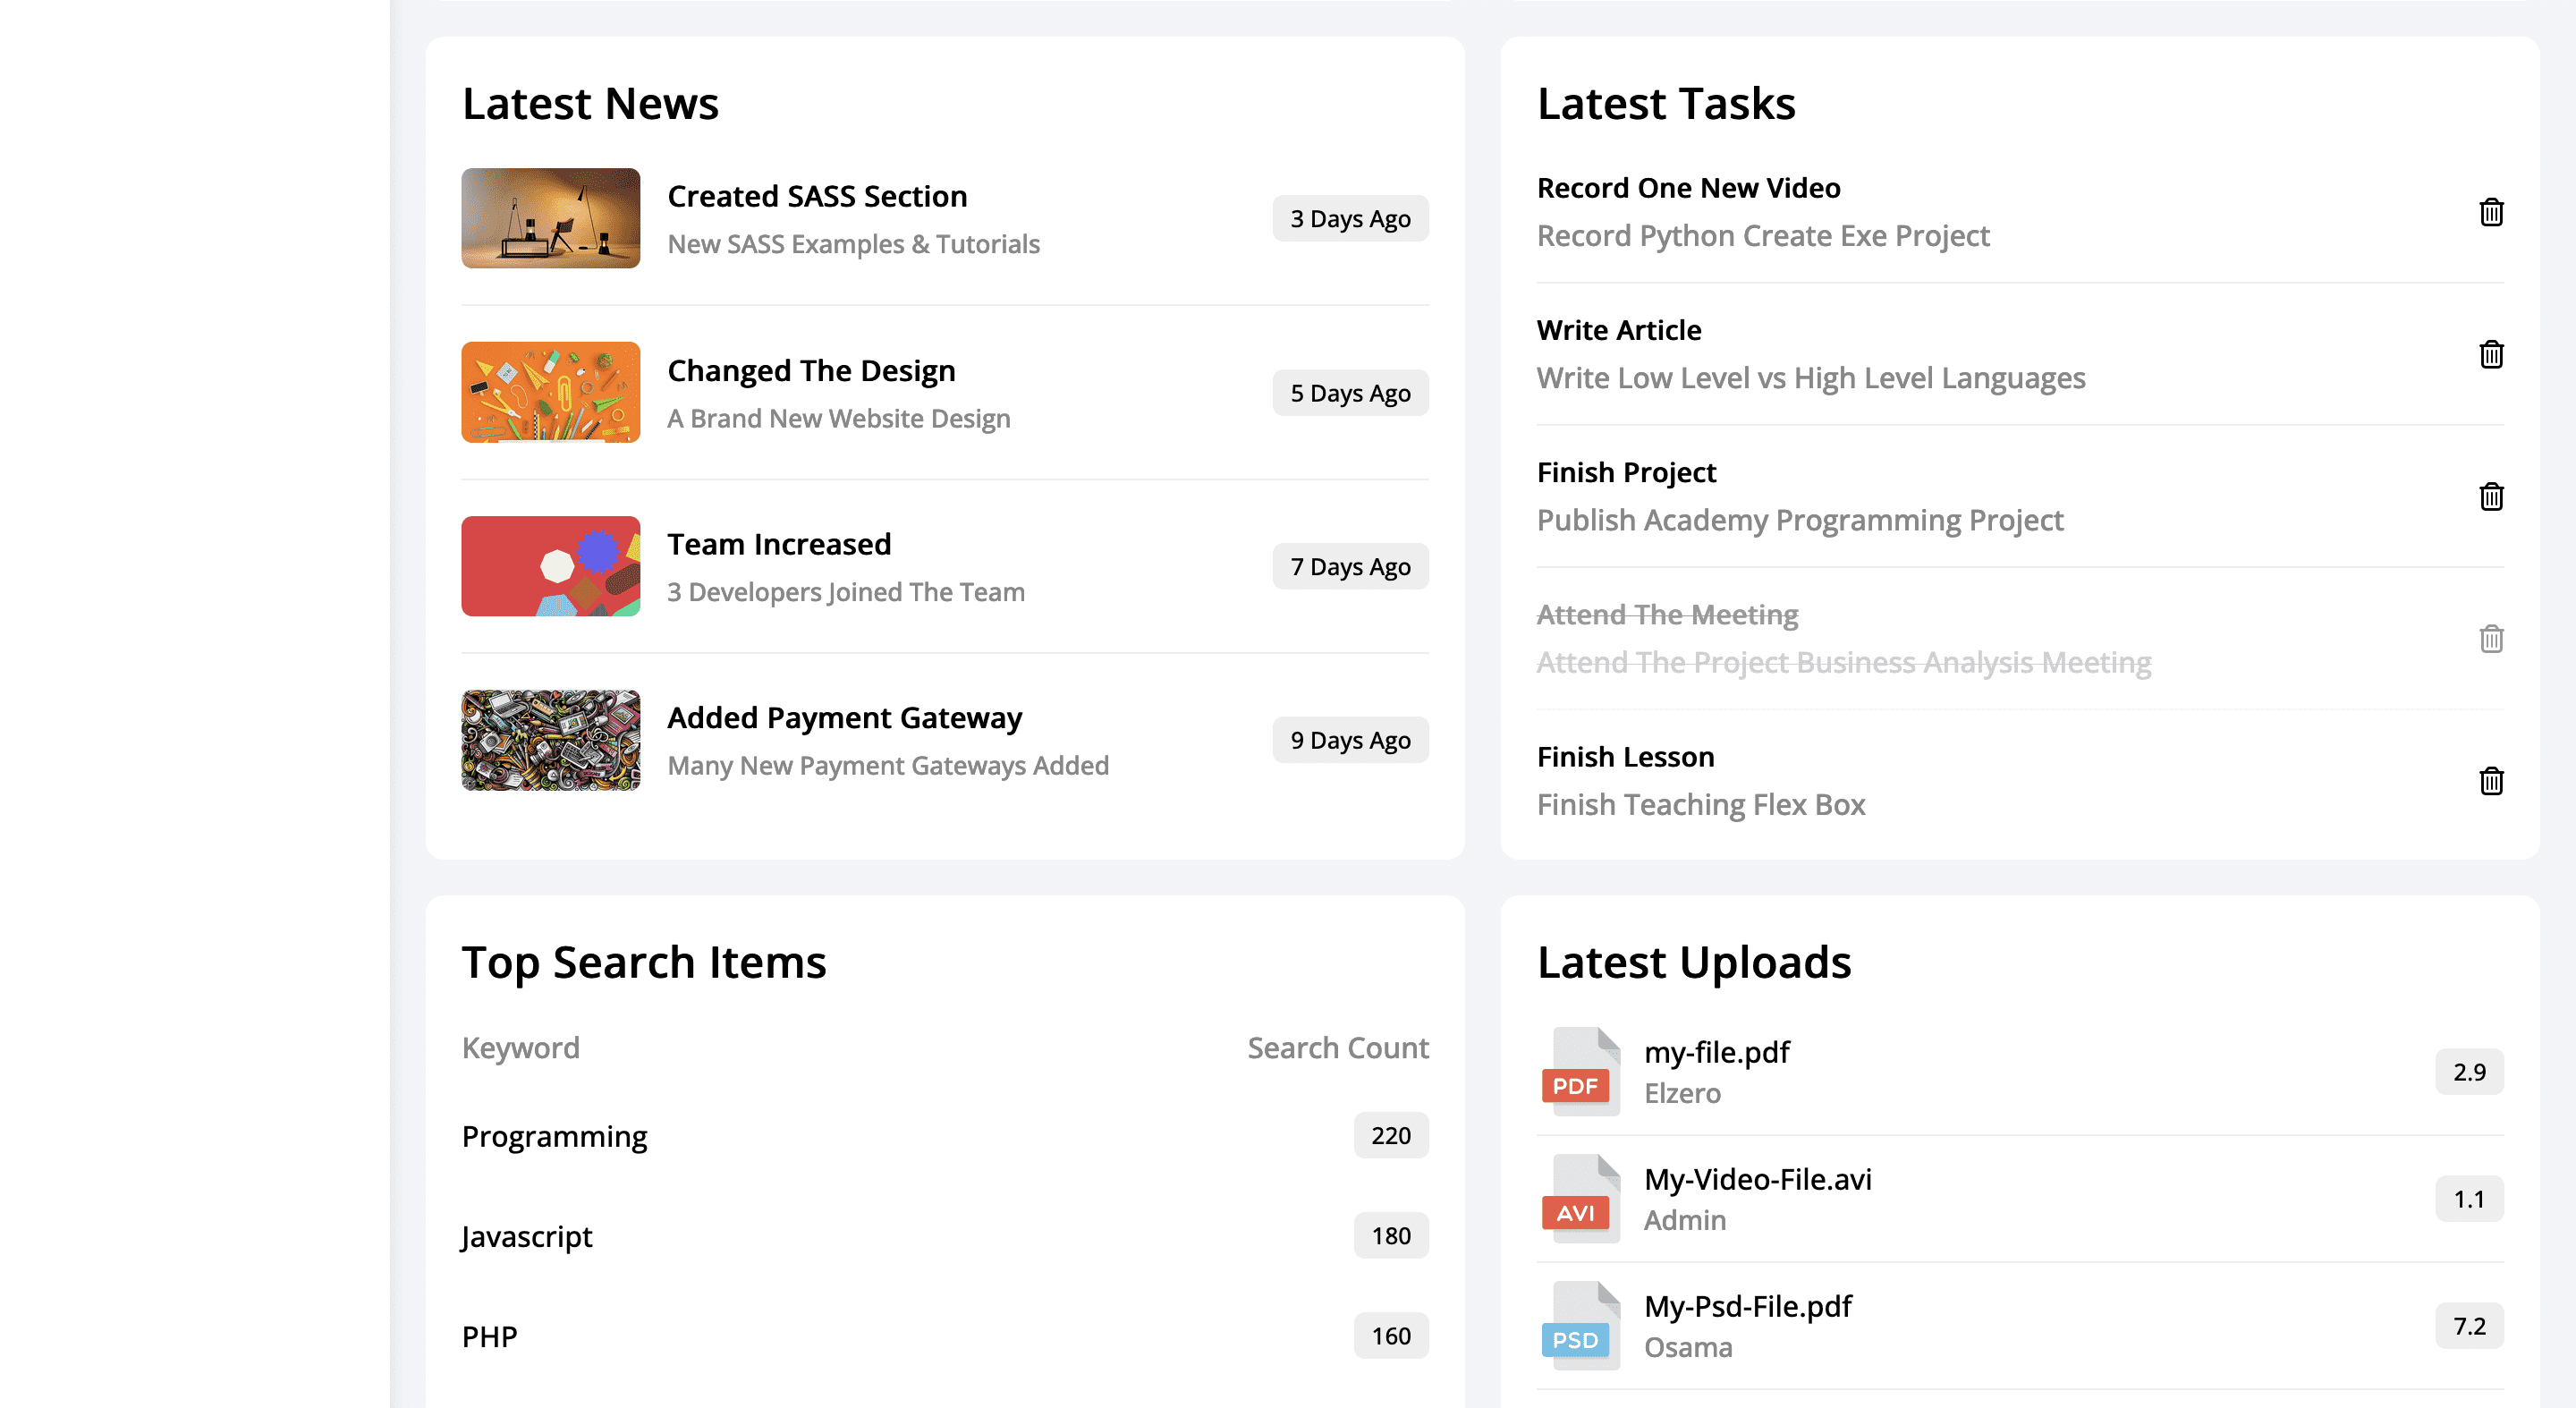 Latest News
Created SASS Section
New SASS Examples & Tutorials
3 Days Ago
Changed The Design
A Brand New Website Design
5 Days Ago
Team Increased
3 Developers Joined The Team
7 Days Ago
Added Payment Gateway
Many New Payment Gateways Added
9 Days Ago
Latest Tasks
Record One New Video
Record Python Create Exe Project
Write Article
Write Low Level vs High Level Languages
Finish Project
Publish Academy Programming Project
Attend The Meeting
Attend The Project Business Analysis Meeting
Finish Lesson
Finish Teaching Flex Box
Top Search Items
Keyword Search Count
Programming 220
Javascript 180
PHP 160
Latest Uploads
PDF
my-file.pdf
Elzero
2.9
AVI
My-Video-File.avi
Admin
1.1
PSD
My-Psd-File.pdf
Osama
7.2